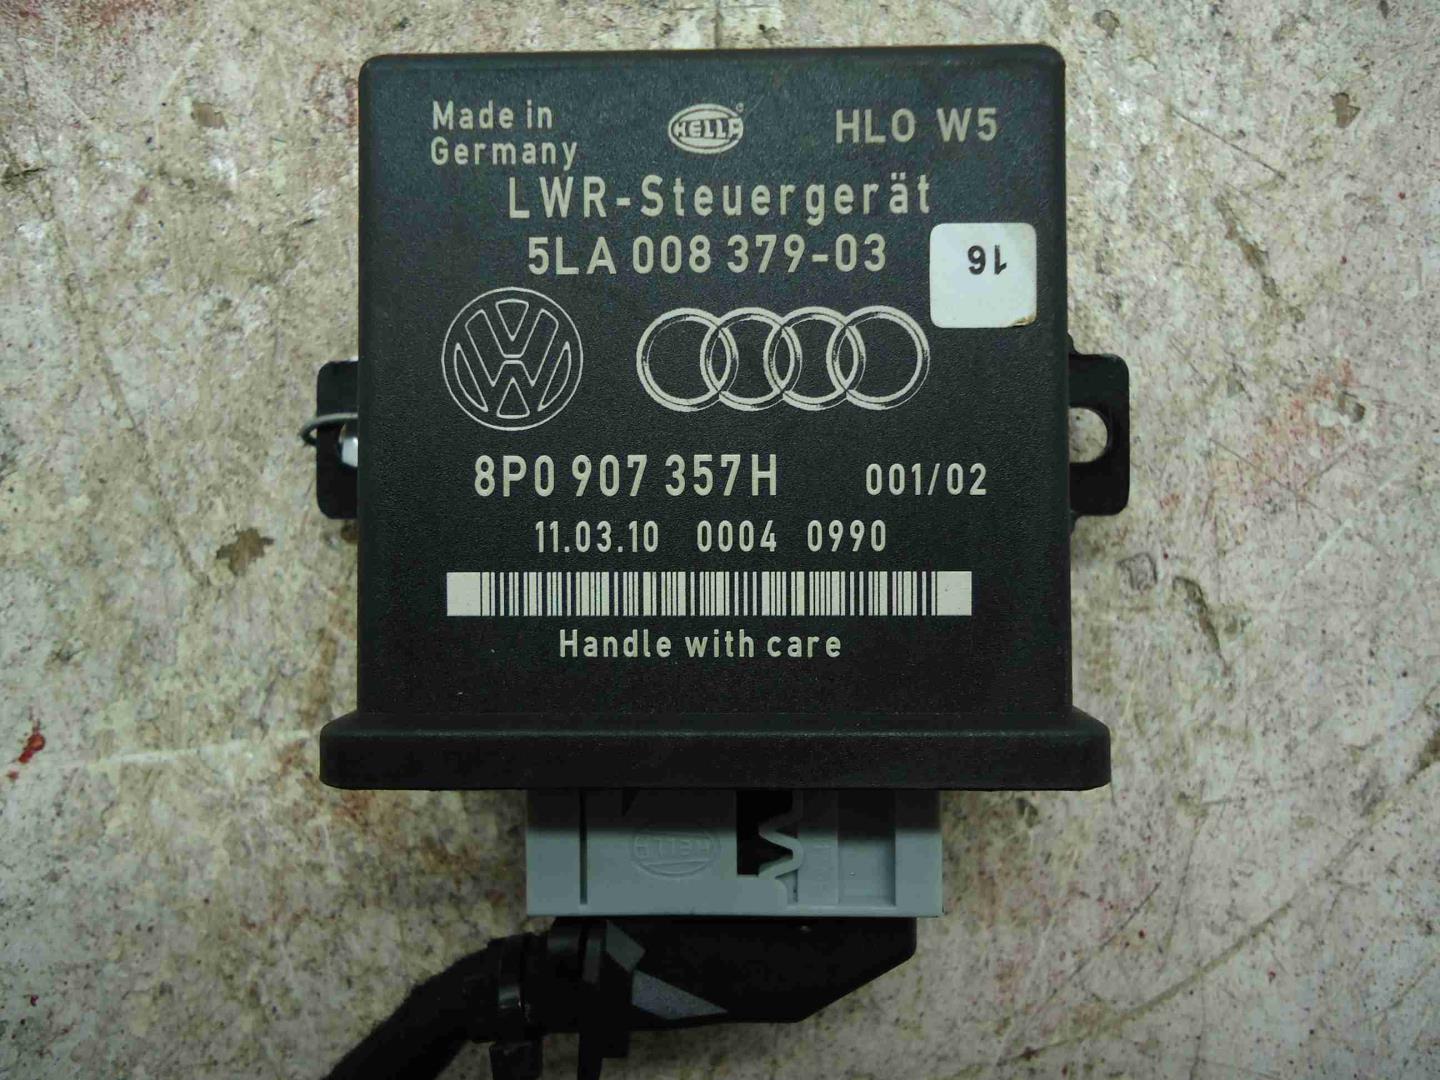 Made in
Germany
HELLA
HLO W5
LWR-Steuergerät
5LA 008 379-03
16
8P0 907 357H 001/02
11.03.10 0004 0990
Handle with care
HELLA